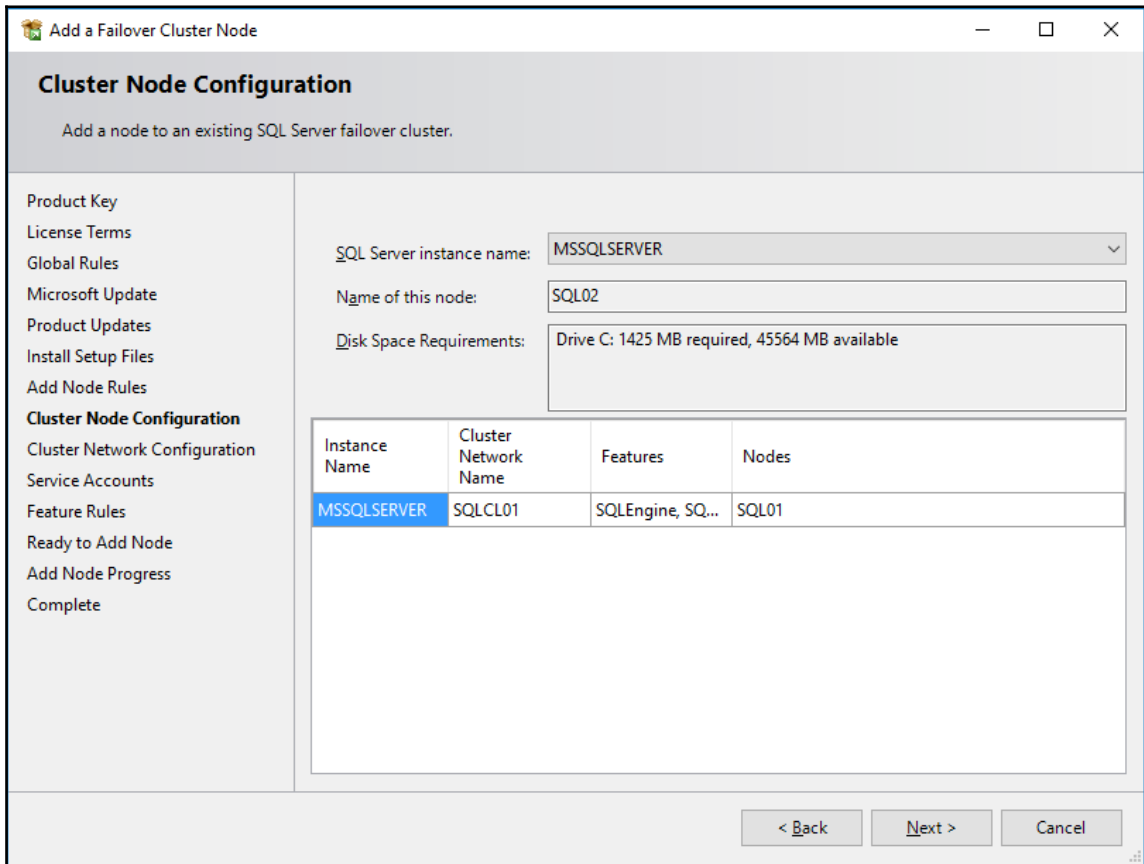 Add a Failover Cluster Node
Cluster Node Configuration
Add a node to an existing SQL Server failover cluster.
Product Key
License Terms
Global Rules
Microsoft Update
Product Updates
Install Setup Files
Add Node Rules
Cluster Node Configuration
Cluster Network Configuration
Service Accounts
Feature Rules
Ready to Add Node
Add Node Progress
Complete
SQL Server instance name: MSSQLSERVER
Name of this node: SQL02
Disk Space Requirements: Drive C: 1425 MB required, 45564 MB available
Instance Name Cluster Network Name Features Nodes
MSSQLSERVER SQLCL01 SQLEngine, SQ... SQL01
< Back Next > Cancel